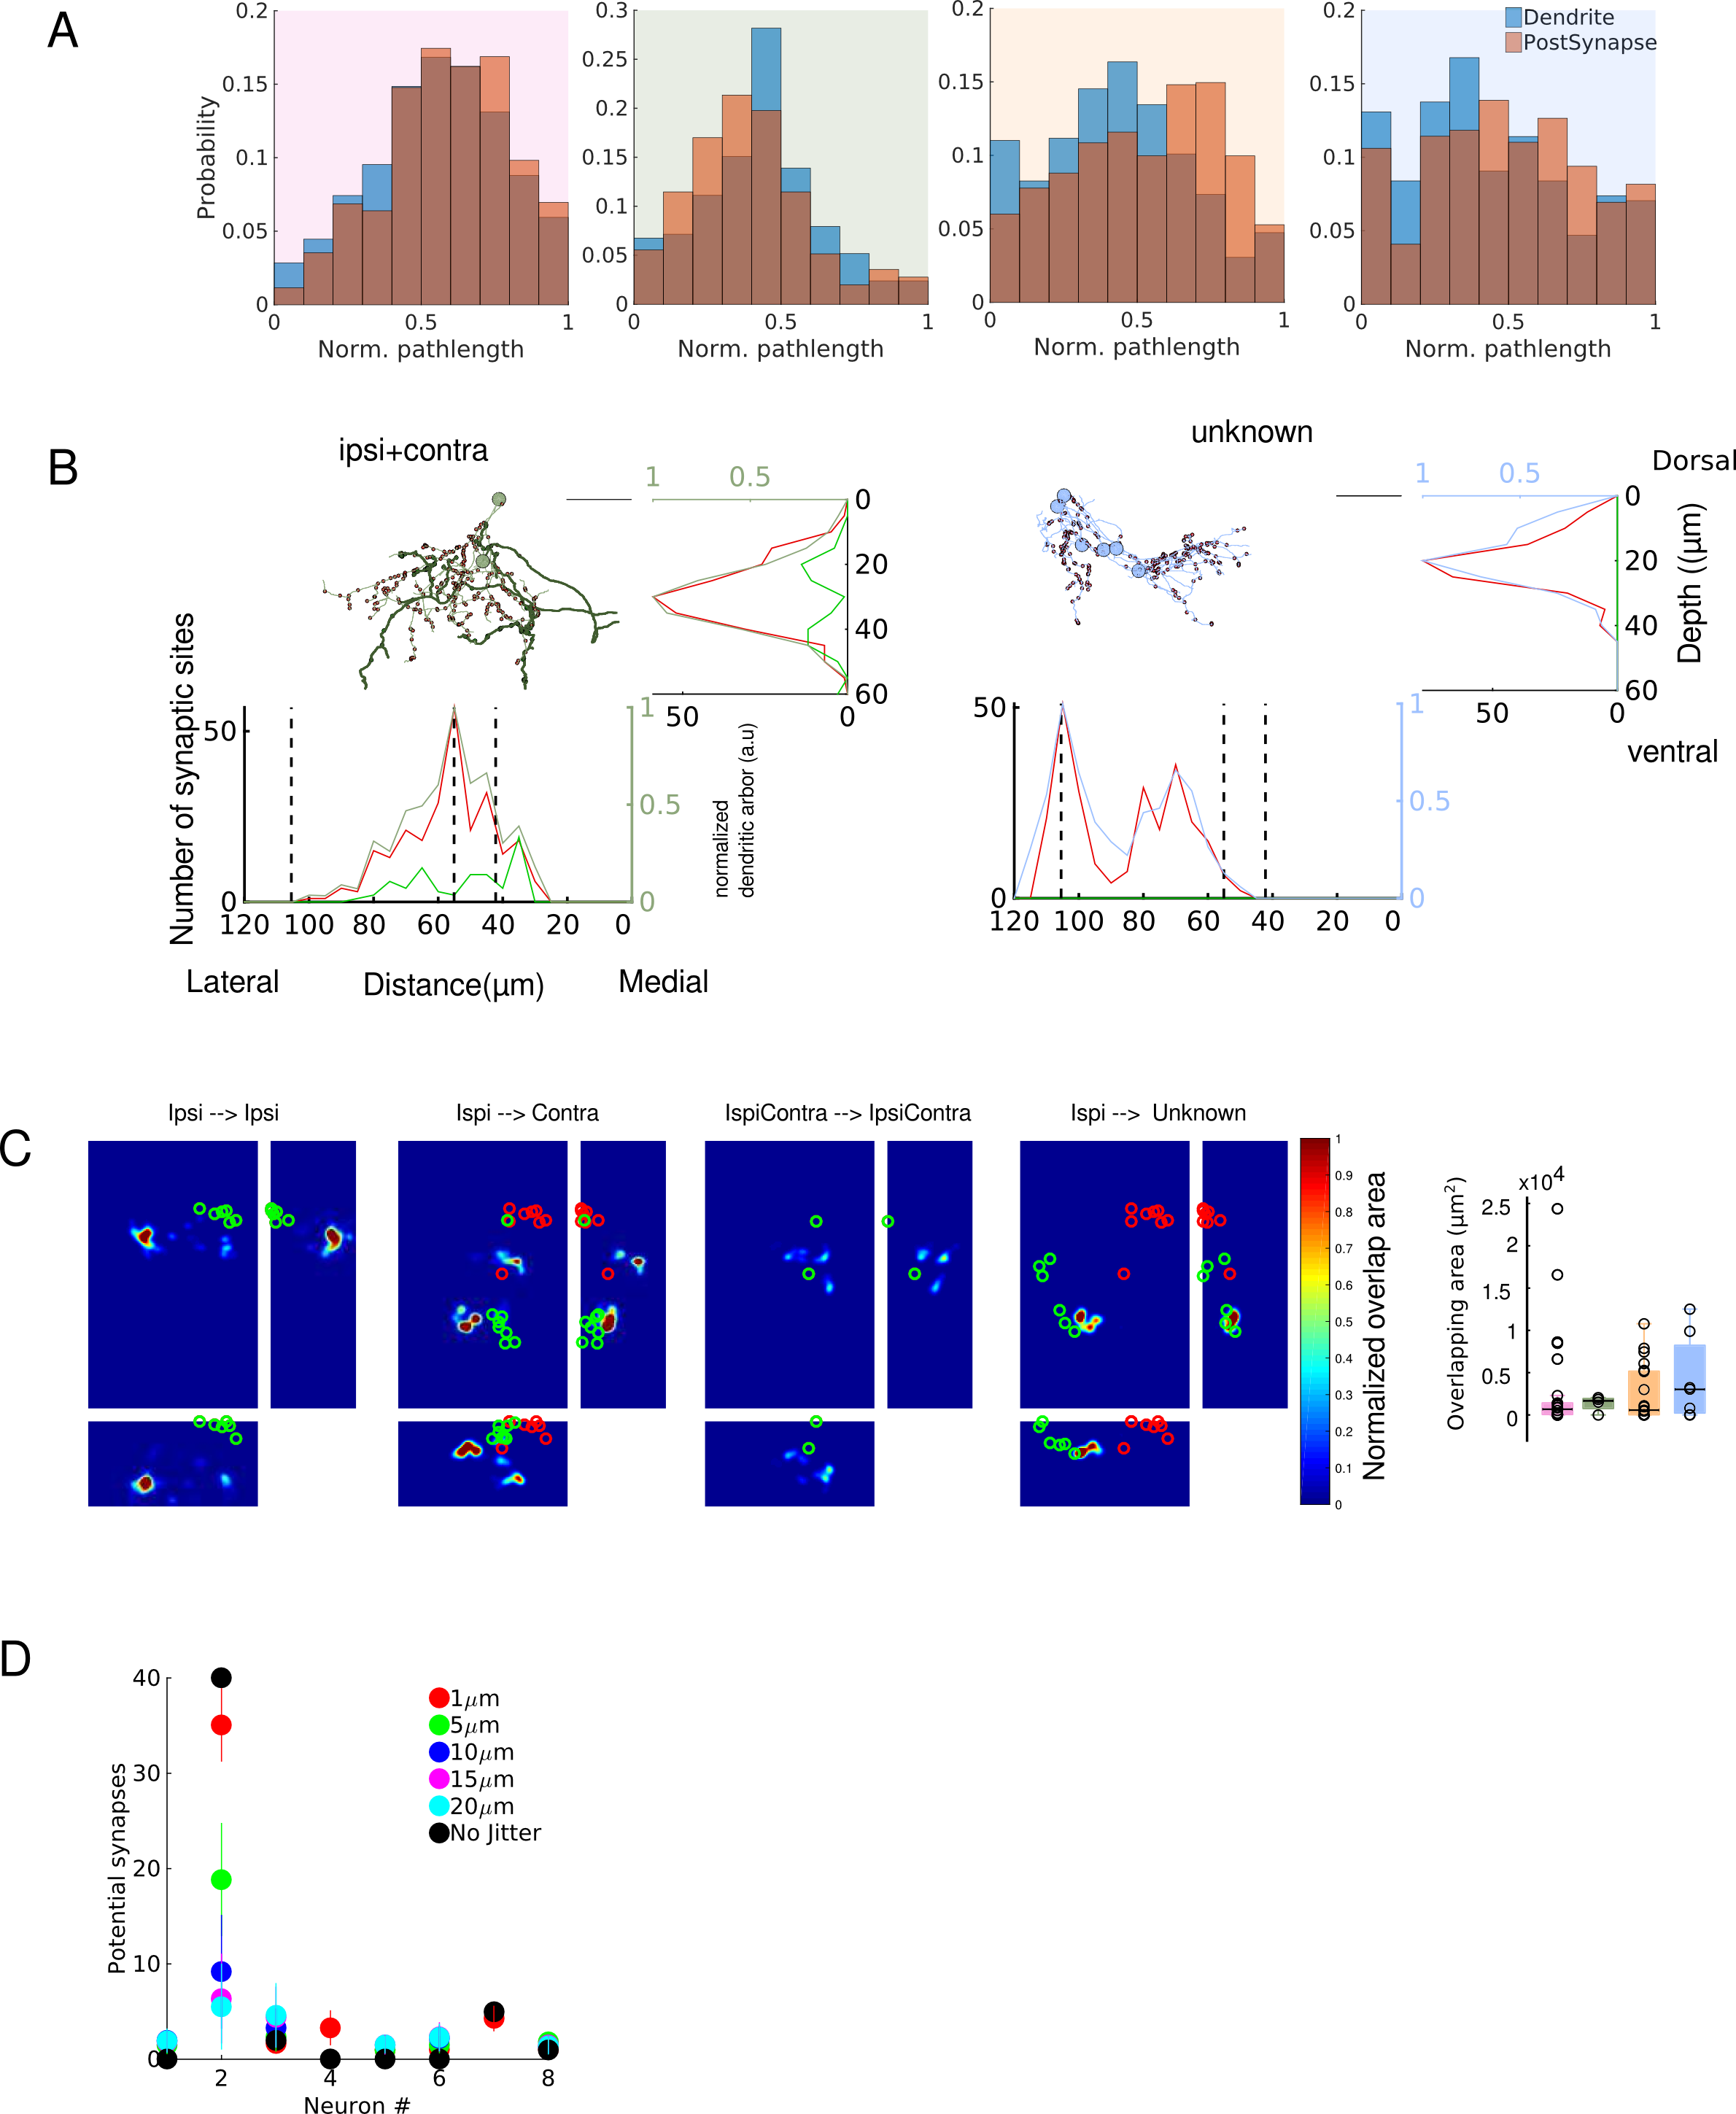 A
0.2
0.15
0.1
0.05
0
Probability
0 0.5 1
Norm. pathlength
0.3
0.25
0.2
0.15
0.1
0.05
0
0 0.5 1
Norm. pathlength
0.2
0.15
0.1
0.05
0
0 0.5 1
Norm. pathlength
0.2
0.15
0.1
0.05
0
0 0.5 1
Norm. pathlength
Dendrite
PostSynapse
B
ipsi+contra
1 0.5
0
20
40
60
50 0
Number of synaptic sites
50
0
1
0.5
0
normalized
dendritic arbor (a.u)
120 100 80 60 40 20 0
Lateral Distance(μm) Medial
unknown
1 0.5
Dorsal
0
20
40
60
Depth ((μm)
50 0
ventral
50
0
1
0.5
0
120 100 80 60 40 20 0
C
Ipsi --> Ipsi
Ispi --> Contra
IspiContra --> IpsiContra
Ispi --> Unknown
1
0.9
0.8
0.7
0.6
0.5
0.4
0.3
0.2
0.1
0
Normalized overlap area
x10⁴
2.5
2
1.5
1
0.5
0
Overlapping area (μm²)
D
40
30
20
10
0
Potential synapses
2 4 6 8
Neuron #
1μm
5μm
10μm
15μm
20μm
No Jitter